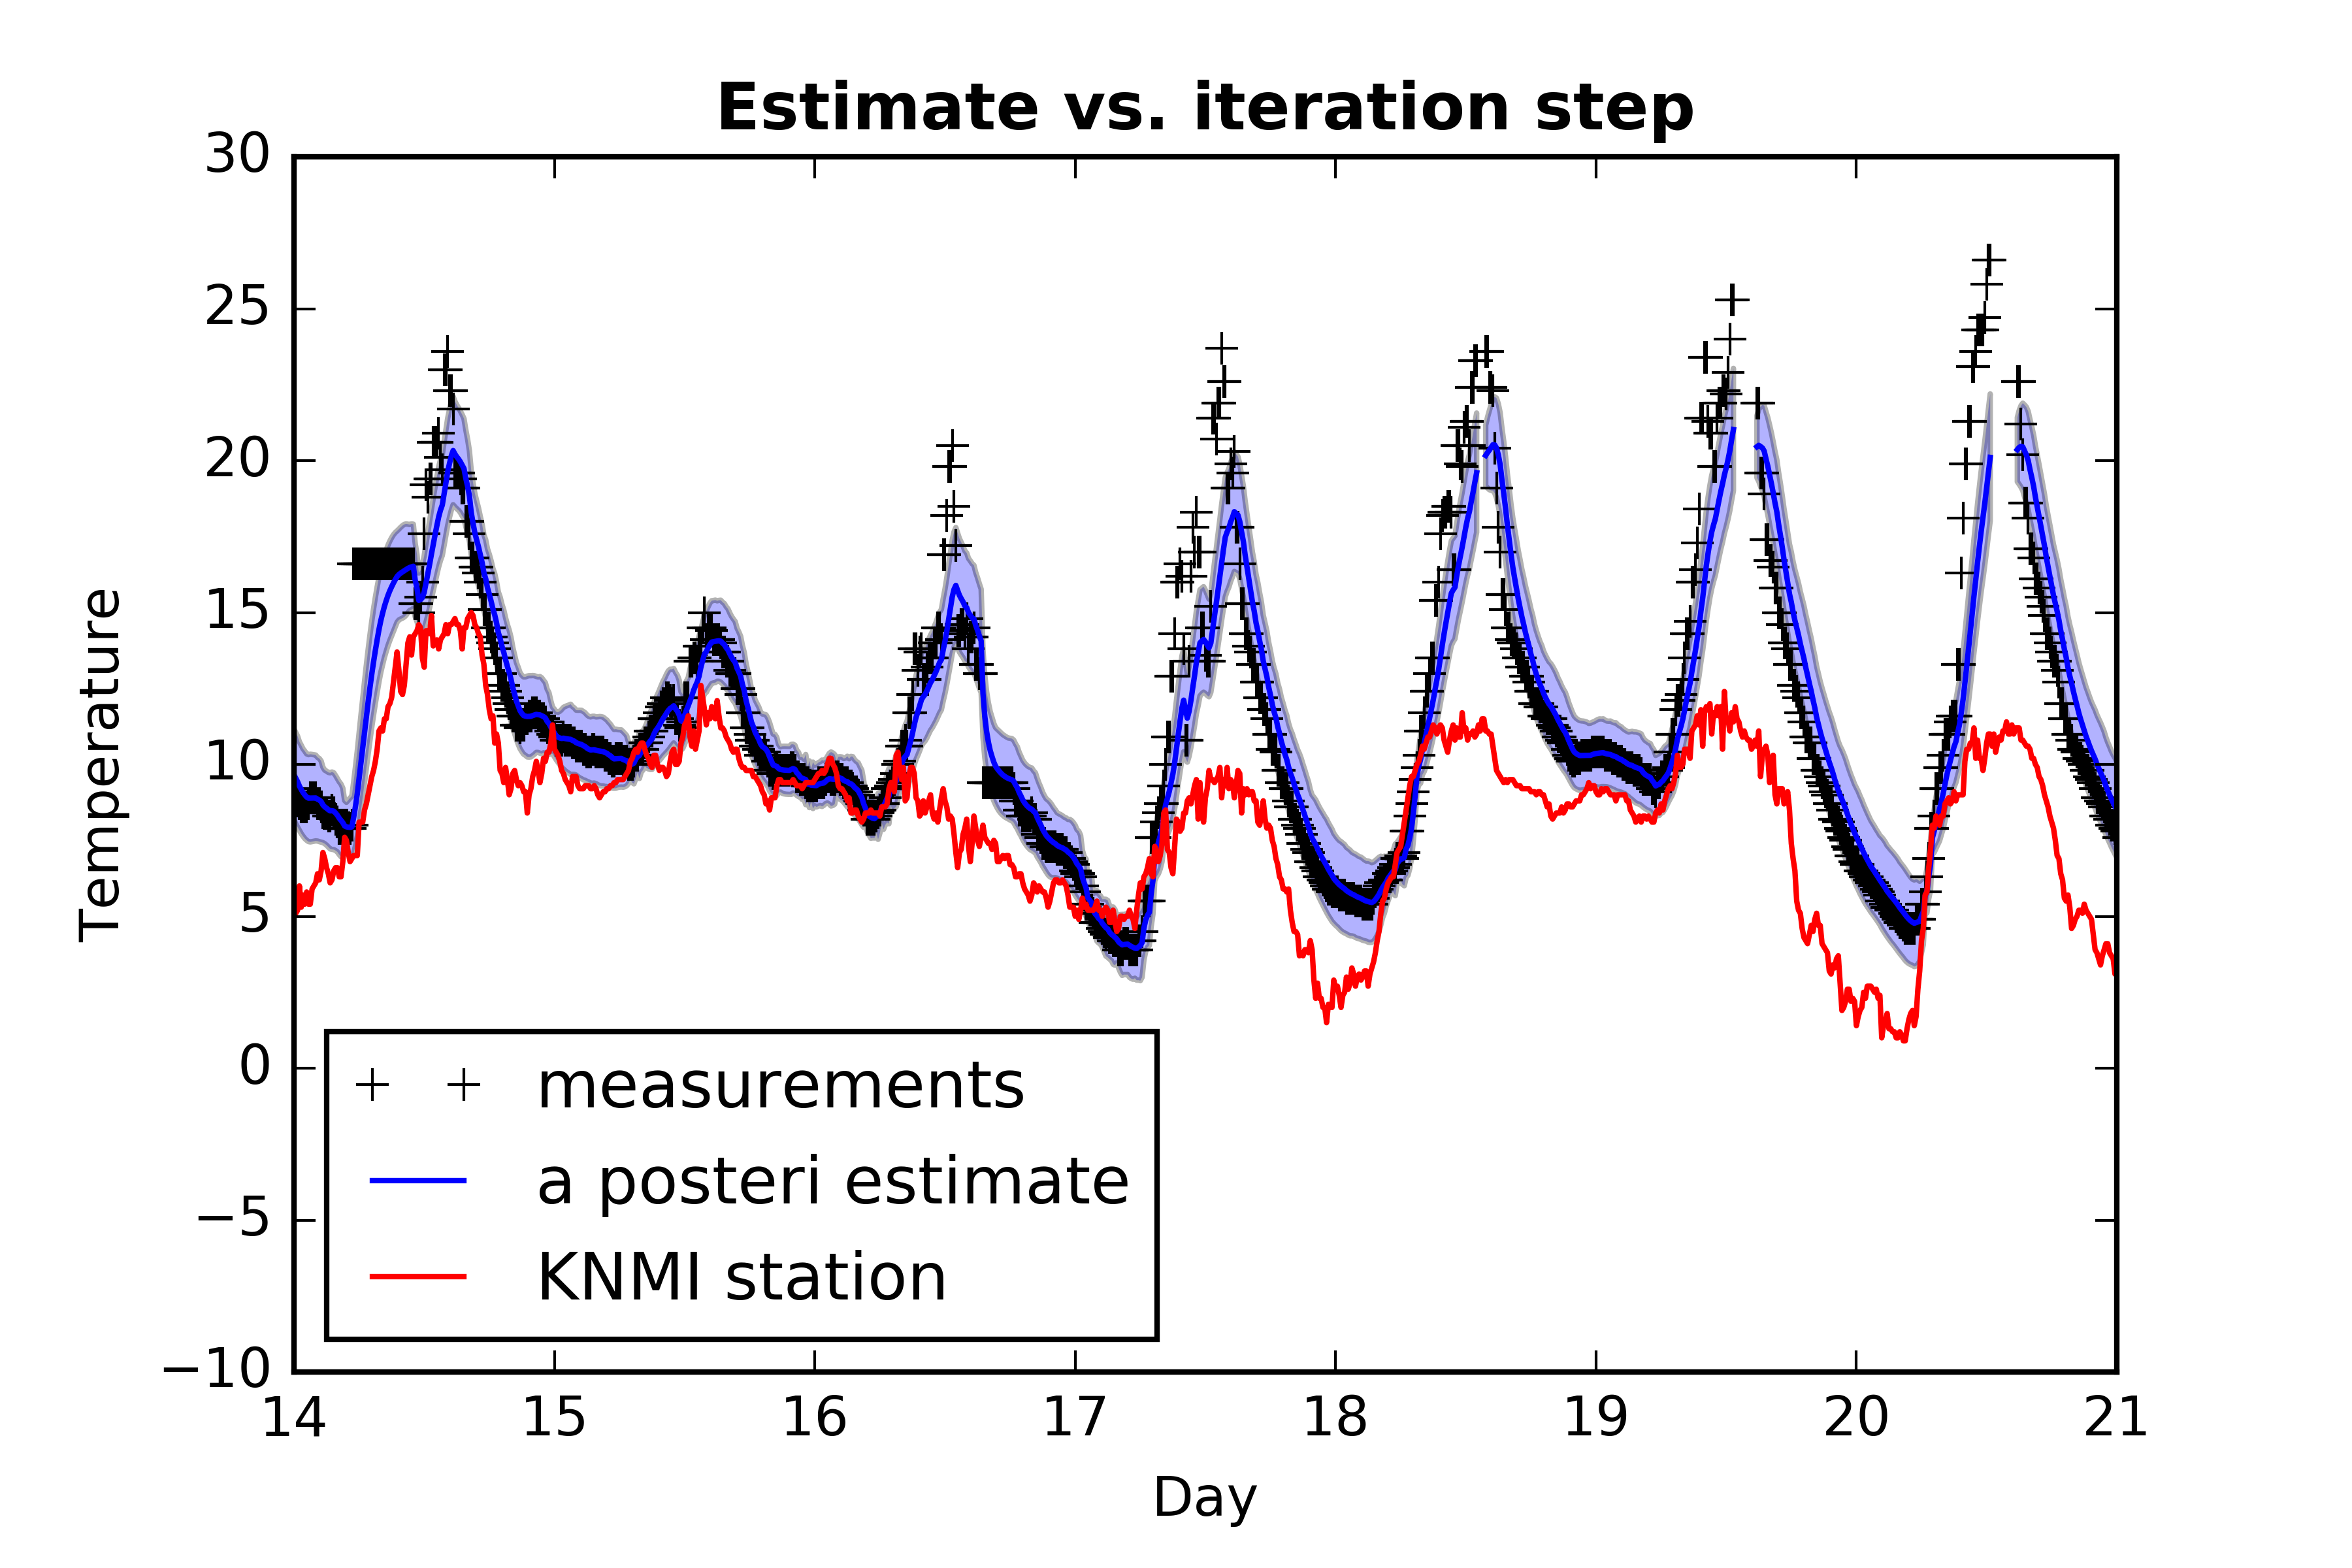 Estimate vs. iteration step
30
25
20
15
10
5
0
−5
−10
Temperature
measurements
a posteri estimate
KNMI station
14 15 16 17 18 19 20 21
Day